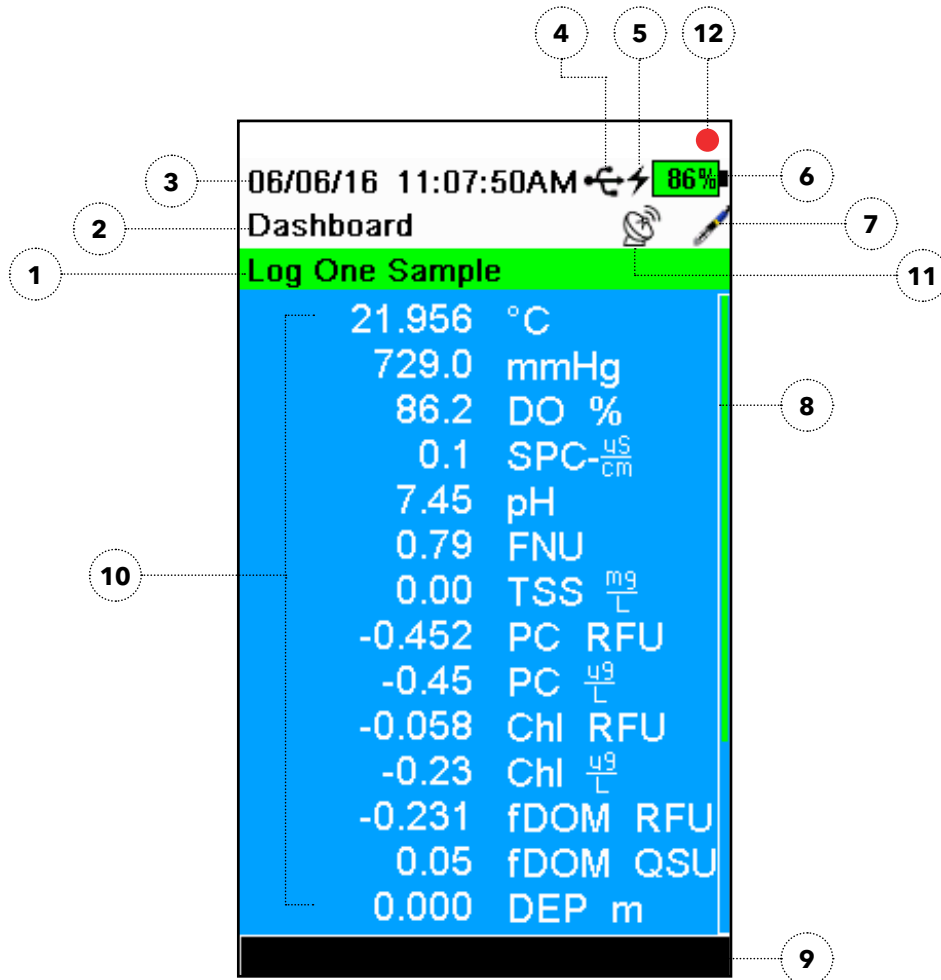 4 5 12
3 06/06/16 11:07:50AM 86% 6
2 Dashboard 7
1 Log One Sample 11
21.956 °C
729.0 mmHg
86.2 DO % 8
0.1 SPC-uS/cm
7.45 pH
0.79 FNU
10 0.00 TSS mg/L
-0.452 PC RFU
-0.45 PC ug/L
-0.058 Chl RFU
-0.23 Chl ug/L
-0.231 fDOM RFU
0.05 fDOM QSU
0.000 DEP m
9